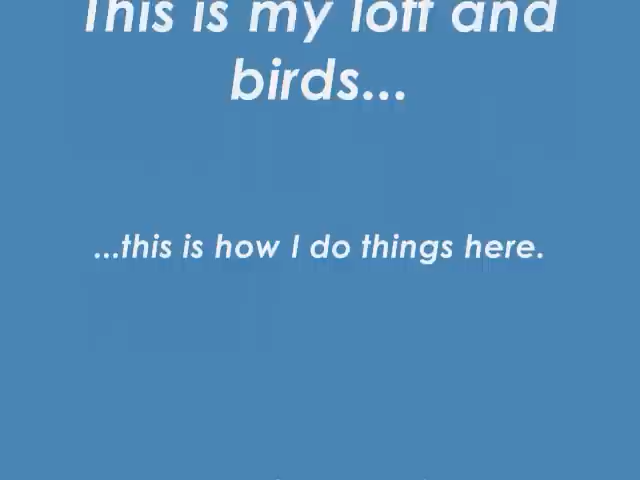 This is my loft and
birds...
...this is how I do things here.